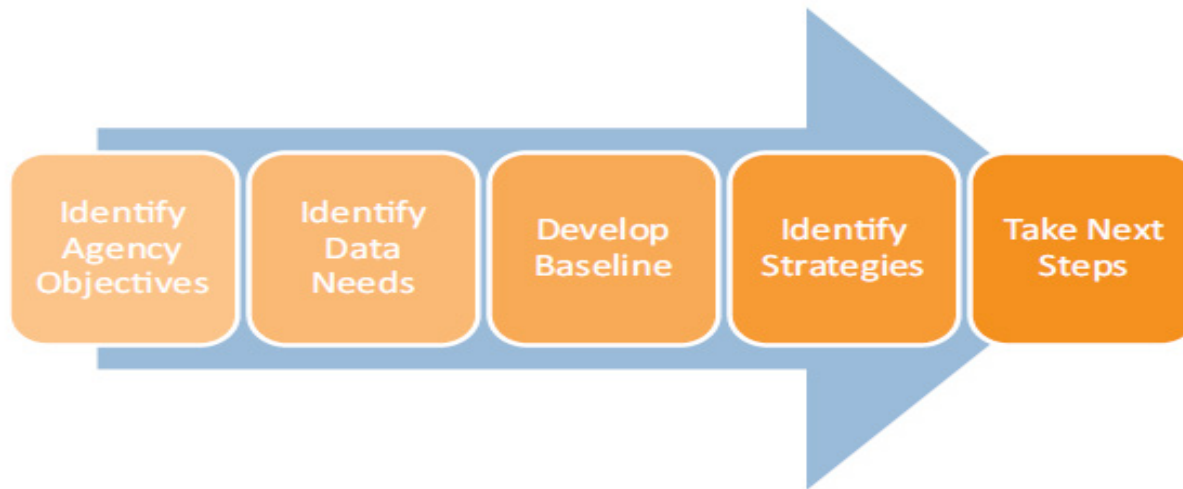 Identify
Agency
Objectives
Identify
Data
Needs
Develop
Baseline
Identify
Strategies
Take Next
Steps